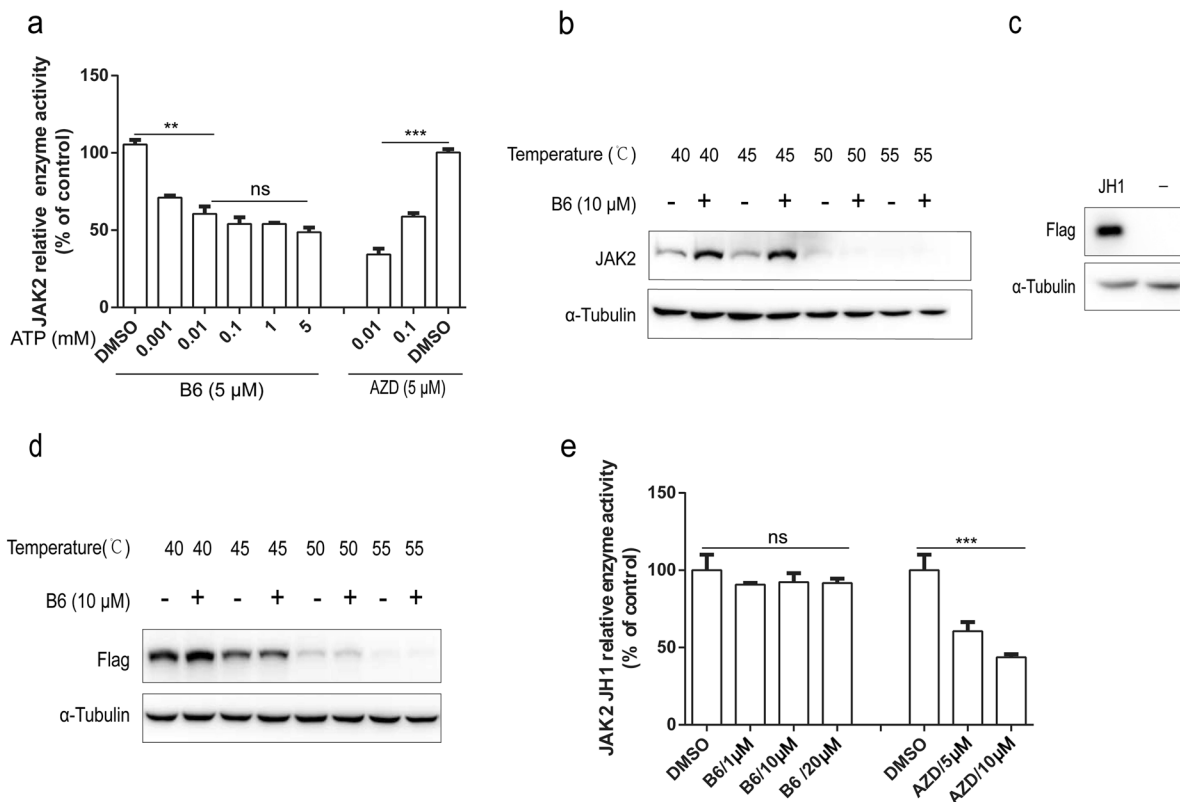 a
JAK2 relative enzyme activity
(% of control)
150
100
50
0
**
ns
***
ATP (mM)
DMSO 0.001 0.01 0.1 1 5 0.01 0.1 DMSO
B6 (5 µM) AZD (5 µM)
b
Temperature (℃) 40 40 45 45 50 50 55 55
B6 (10 µM) - + - + - + - +
JAK2
α-Tubulin
c
JH1 –
Flag
α-Tubulin
d
Temperature(℃) 40 40 45 45 50 50 55 55
B6 (10 µM) - + - + - + - +
Flag
α-Tubulin
e
JAK2 JH1 relative enzyme activity
(% of control)
150
100
50
0
ns
***
DMSO B6/1µM B6/10µM B6 /20µM DMSO AZD/5µM AZD/10µM